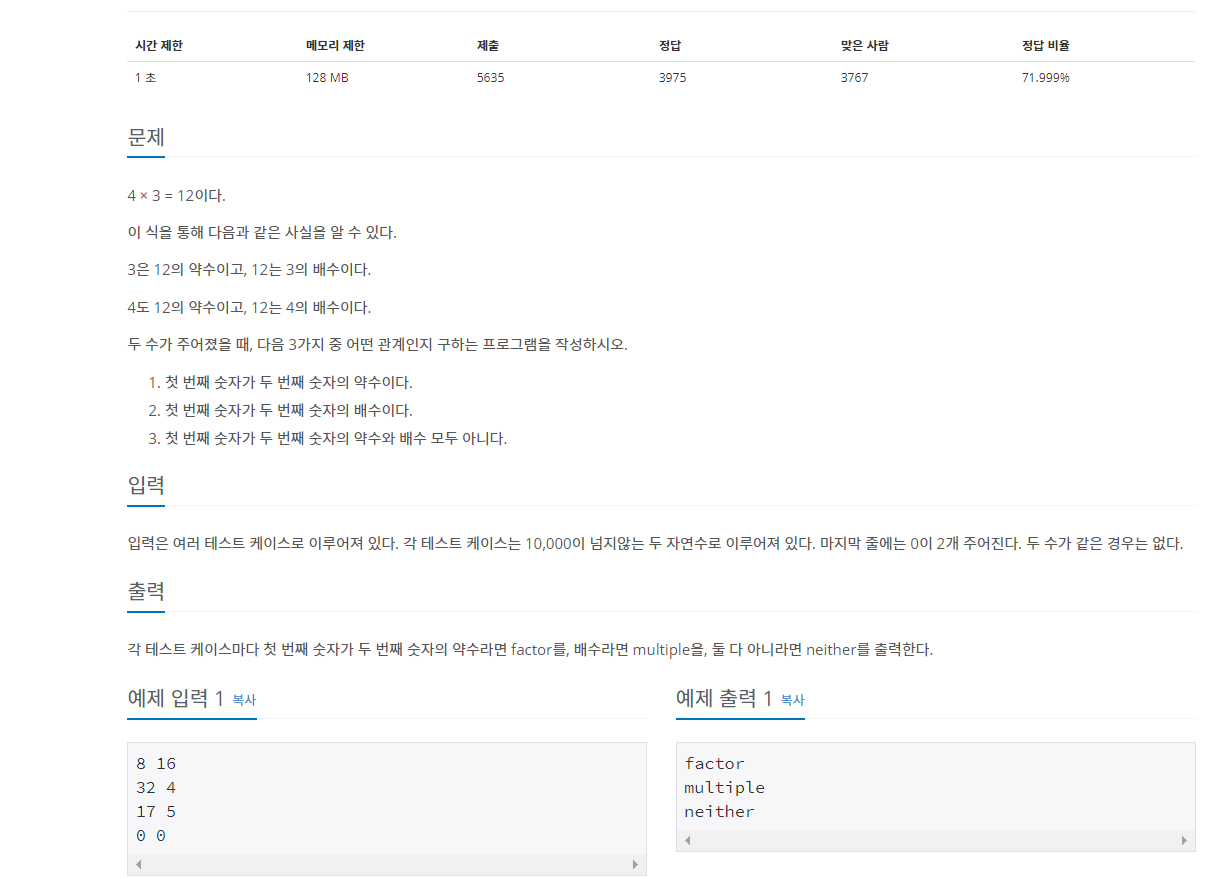 시간 제한 메모리 제한 제출 정답 맞은 사람 정답 비율
1 초 128 MB 5635 3975 3767 71.999%
문제
4 × 3 = 12이다.
이 식을 통해 다음과 같은 사실을 알 수 있다.
3은 12의 약수이고, 12는 3의 배수이다.
4도 12의 약수이고, 12는 4의 배수이다.
두 수가 주어졌을 때, 다음 3가지 중 어떤 관계인지 구하는 프로그램을 작성하시오.
1. 첫 번째 숫자가 두 번째 숫자의 약수이다.
2. 첫 번째 숫자가 두 번째 숫자의 배수이다.
3. 첫 번째 숫자가 두 번째 숫자의 약수와 배수 모두 아니다.
입력
입력은 여러 테스트 케이스로 이루어져 있다. 각 테스트 케이스는 10,000이 넘지않는 두 자연수로 이루어져 있다. 마지막 줄에는 0이 2개 주어진다. 두 수가 같은 경우는 없다.
출력
각 테스트 케이스마다 첫 번째 숫자가 두 번째 숫자의 약수라면 factor를, 배수라면 multiple을, 둘 다 아니라면 neither를 출력한다.
예제 입력 1 복사
8 16
32 4
17 5
0 0
예제 출력 1 복사
factor
multiple
neither